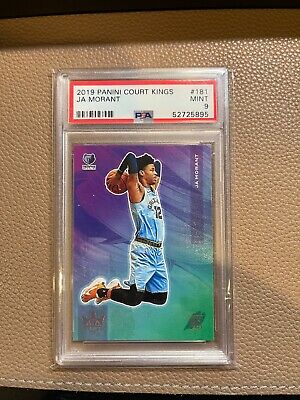 2019 PANINI COURT KINGS #181
JA MORANT MINT
9
PSA 52725895
JA MORANT
12